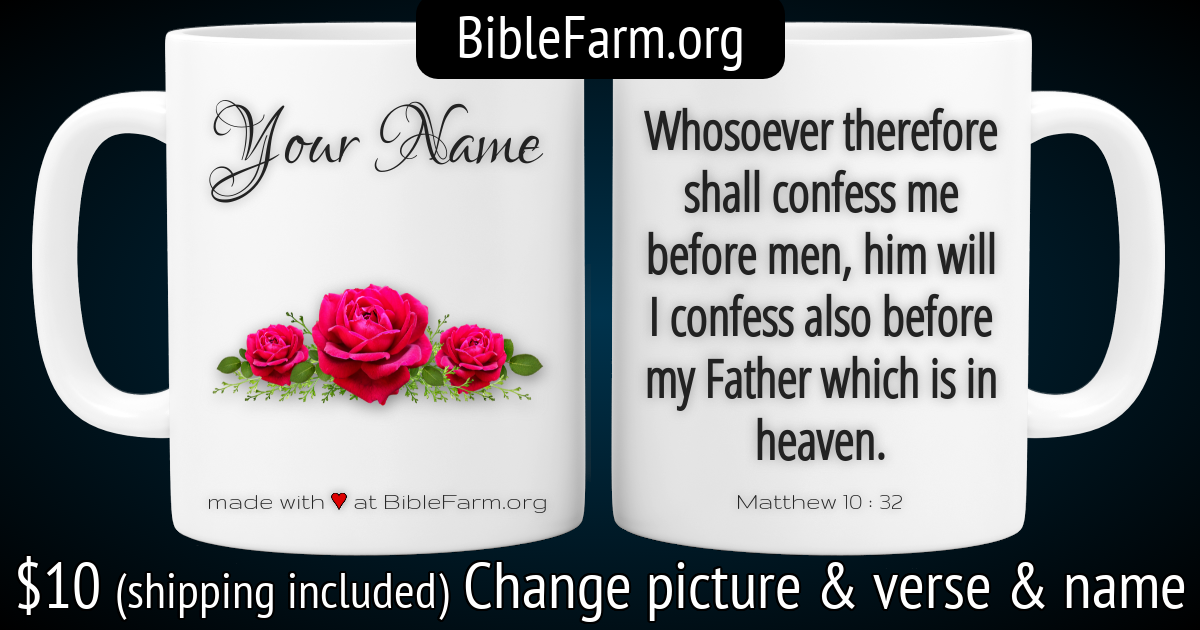 BibleFarm.org
Your Name
made with ♥ at BibleFarm.org
Whosoever therefore
shall confess me
before men, him will
I confess also before
my Father which is in
heaven.
Matthew 10 : 32
$10 (shipping included) Change picture & verse & name